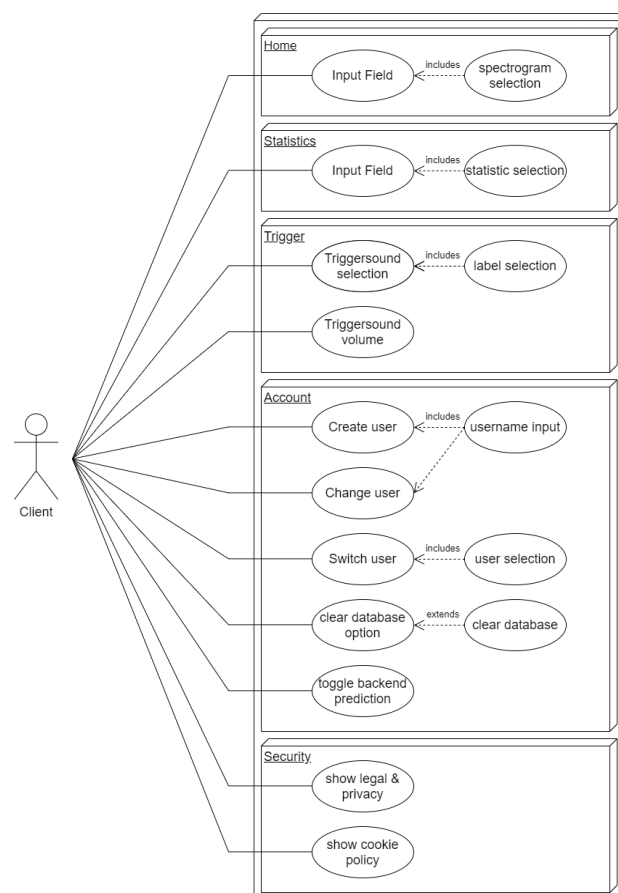 Home
Input Field
includes
spectrogram
selection
Statistics
Input Field
includes
statistic selection
Trigger
Triggersound
selection
includes
label selection
Triggersound
volume
Account
Create user
includes
username input
Change user
Client
Switch user
includes
user selection
clear database
option
extends
clear database
toggle backend
prediction
Security
show legal &
privacy
show cookie
policy